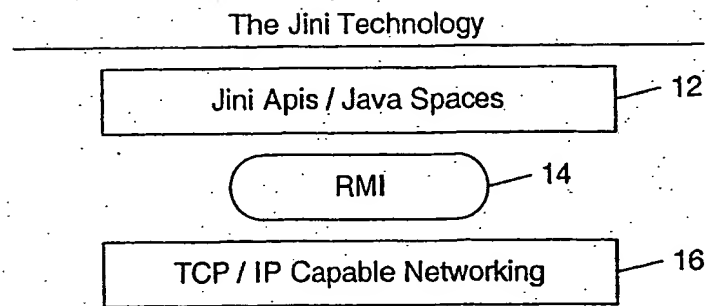 The Jini Technology
Jini Apis / Java Spaces
12
RMI
14
TCP / IP Capable Networking
16